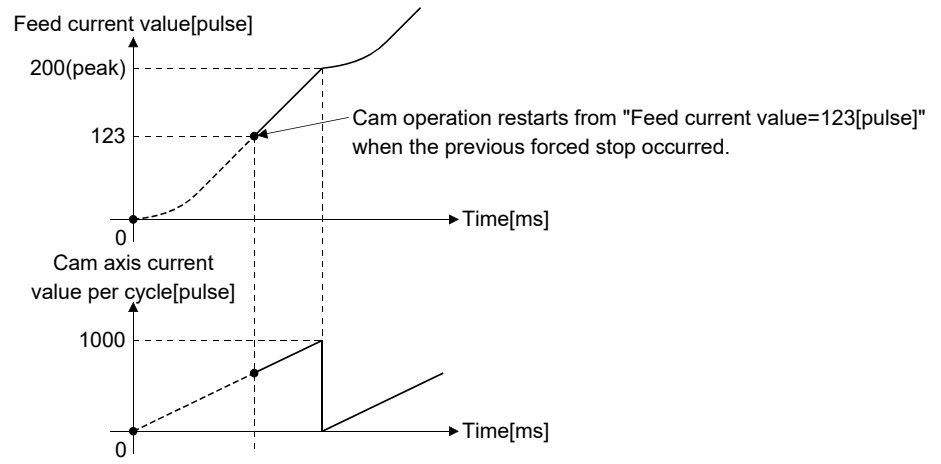 Feed current value[pulse]
200(peak)
Cam operation restarts from "Feed current value=123[pulse]"
123
when the previous forced stop occurred.
Time[ms]
0
Cam axis current
value per cycle[pulse]
1000
Time[ms]
0